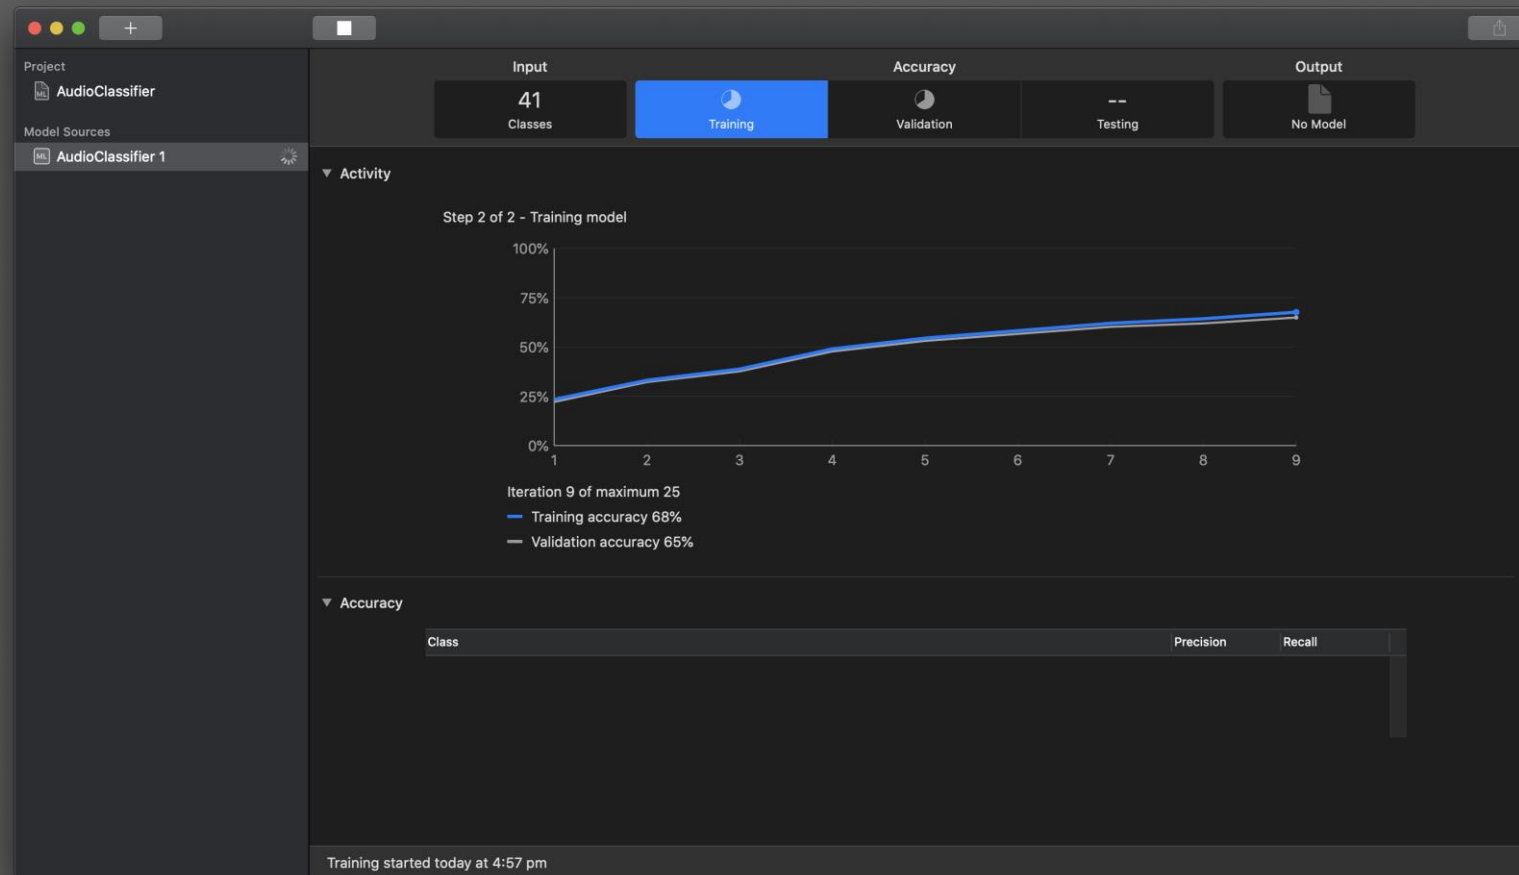 Project
AudioClassifier
Model Sources
AudioClassifier 1
Input
Accuracy
Output
41
Classes
Training
Validation
--
Testing
No Model
Activity
Step 2 of 2 - Training model
100%
75%
50%
25%
0%
1 2 3 4 5 6 7 8 9
Iteration 9 of maximum 25
Training accuracy 68%
Validation accuracy 65%
Accuracy
Class Precision Recall
Training started today at 4:57 pm